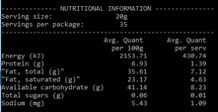 ---------- NUTRITIONAL INFORMATION ----------
Serving size: 20g
Servings per package: 35
Avg. Quant Avg. Quant
per 100g per serv
Energy (kJ) 2153.71 430.74
Protein (g) 6.93 1.39
"Fat, total (g)" 35.61 7.12
"Fat, saturated (g)" 23.17 4.63
Available carbohydrate (g) 41.14 8.23
Total sugars (g) 0.06 0.01
Sodium (mg) 5.43 1.09